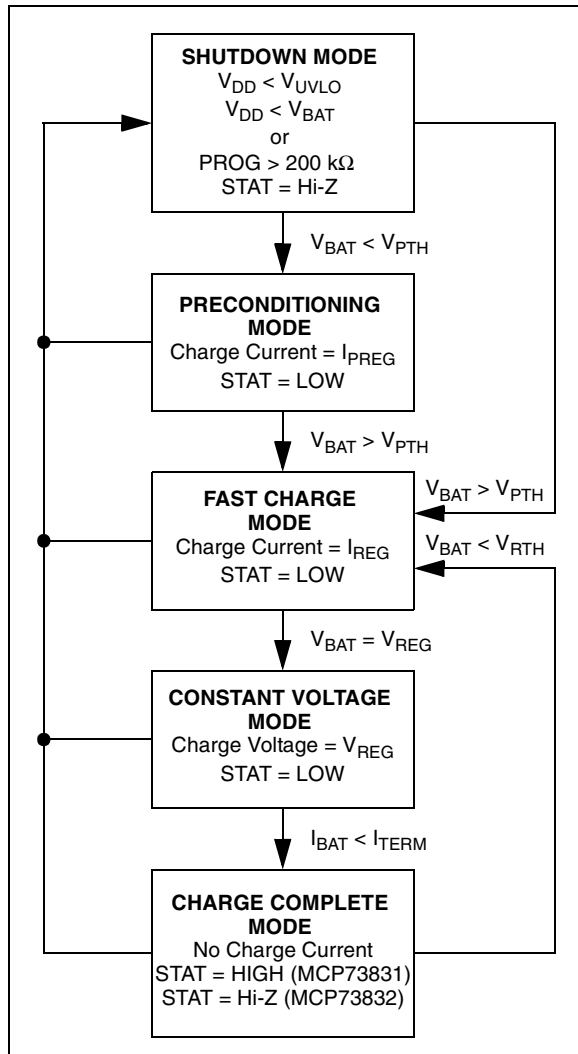 SHUTDOWN MODE
V_DD < V_UVLO
V_DD < V_BAT
or
PROG > 200 kΩ
STAT = Hi-Z
V_BAT < V_PTH
PRECONDITIONING
MODE
Charge Current = I_PREG
STAT = LOW
V_BAT > V_PTH
FAST CHARGE
MODE
Charge Current = I_REG
STAT = LOW
V_BAT > V_PTH
V_BAT < V_RTH
V_BAT = V_REG
CONSTANT VOLTAGE
MODE
Charge Voltage = V_REG
STAT = LOW
I_BAT < I_TERM
CHARGE COMPLETE
MODE
No Charge Current
STAT = HIGH (MCP73831)
STAT = Hi-Z (MCP73832)